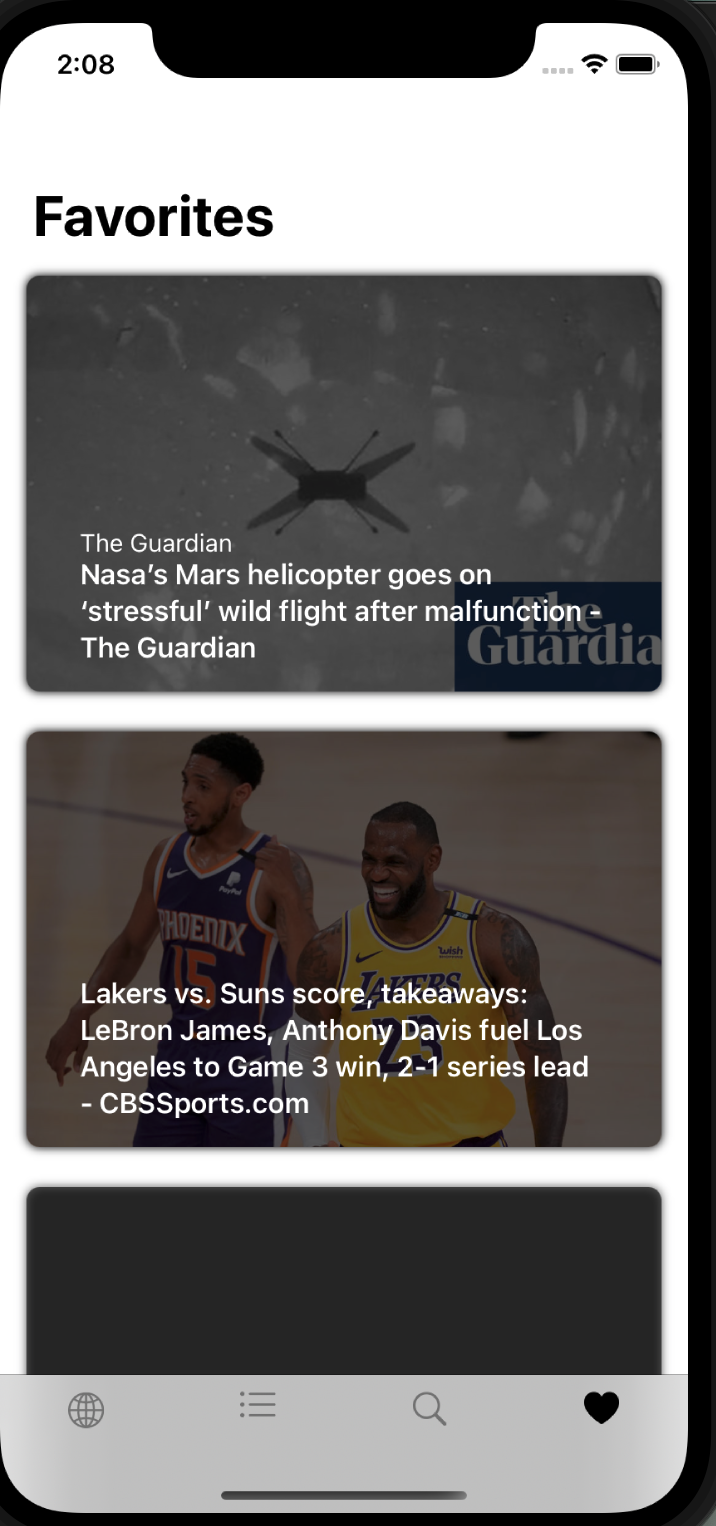 2:08
Favorites
The Guardian
Nasa’s Mars helicopter goes on
‘stressful’ wild flight after malfunction -
The Guardian
The
Guardia
PayPal
PHOENIX
15
wish
LAKERS
23
Lakers vs. Suns score, takeaways:
LeBron James, Anthony Davis fuel Los
Angeles to Game 3 win, 2-1 series lead
- CBSSports.com